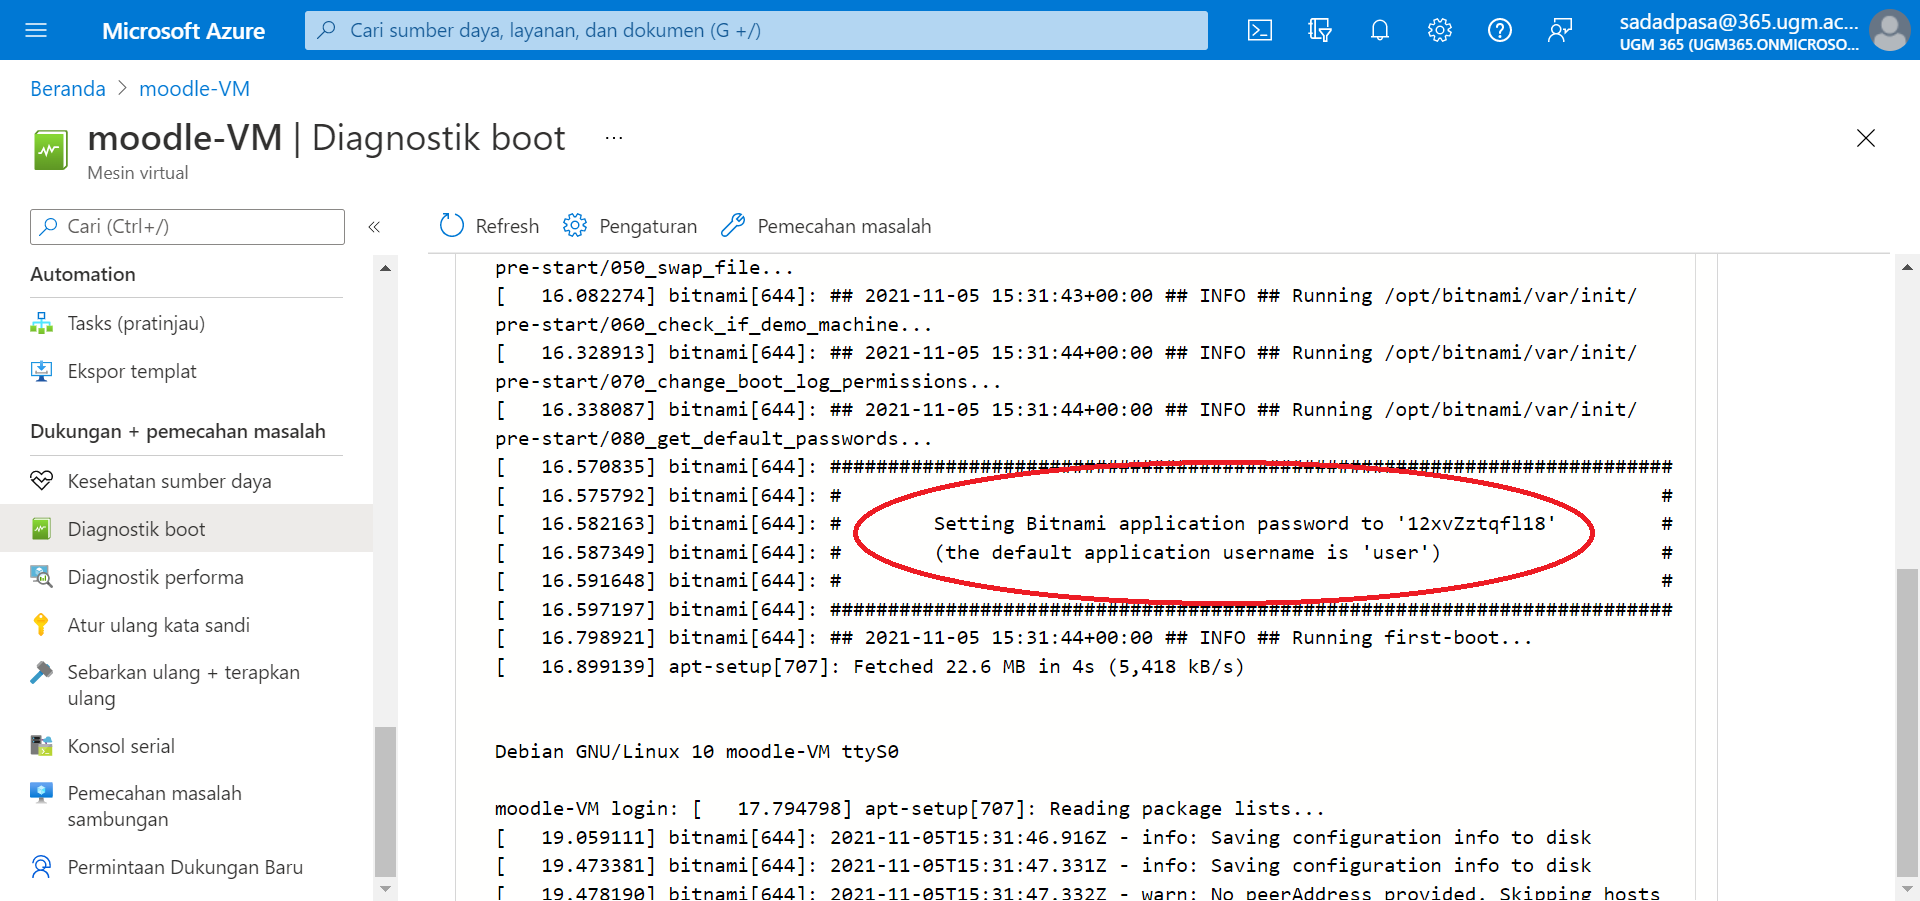 Microsoft Azure
Cari sumber daya, layanan, dan dokumen (G +/)
sadadpasa@365.ugm.ac...
UGM 365 (UGM365.ONMICROSO...
Beranda > moodle-VM
moodle-VM | Diagnostik boot ...
Mesin virtual
Cari (Ctrl+/)
«
Automation
Tasks (pratinjau)
Ekspor templat
Dukungan + pemecahan masalah
Kesehatan sumber daya
Diagnostik boot
Diagnostik performa
Atur ulang kata sandi
Sebarkan ulang + terapkan
ulang
Konsol serial
Pemecahan masalah
sambungan
Permintaan Dukungan Baru
Refresh
Pengaturan
Pemecahan masalah
pre-start/050_swap_file...
[   16.082274] bitnami[644]: ## 2021-11-05 15:31:43+00:00 ## INFO ## Running /opt/bitnami/var/init/
pre-start/060_check_if_demo_machine...
[   16.328913] bitnami[644]: ## 2021-11-05 15:31:44+00:00 ## INFO ## Running /opt/bitnami/var/init/
pre-start/070_change_boot_log_permissions...
[   16.338087] bitnami[644]: ## 2021-11-05 15:31:44+00:00 ## INFO ## Running /opt/bitnami/var/init/
pre-start/080_get_default_passwords...
[   16.570835] bitnami[644]: #########################################################################
[   16.575792] bitnami[644]: #                                                                       #
[   16.582163] bitnami[644]: #        Setting Bitnami application password to '12xvZztqfl18'         #
[   16.587349] bitnami[644]: #        (the default application username is 'user')                   #
[   16.591648] bitnami[644]: #                                                                       #
[   16.597197] bitnami[644]: #########################################################################
[   16.798921] bitnami[644]: ## 2021-11-05 15:31:44+00:00 ## INFO ## Running first-boot...
[   16.899139] apt-setup[707]: Fetched 22.6 MB in 4s (5,418 kB/s)
Debian GNU/Linux 10 moodle-VM ttyS0
moodle-VM login: [   17.794798] apt-setup[707]: Reading package lists...
[   19.059111] bitnami[644]: 2021-11-05T15:31:46.916Z - info: Saving configuration info to disk
[   19.473381] bitnami[644]: 2021-11-05T15:31:47.331Z - info: Saving configuration info to disk
[   19.478190] bitnami[644]: 2021-11-05T15:31:47.332Z - warn: No peerAddress provided. Skipping hosts